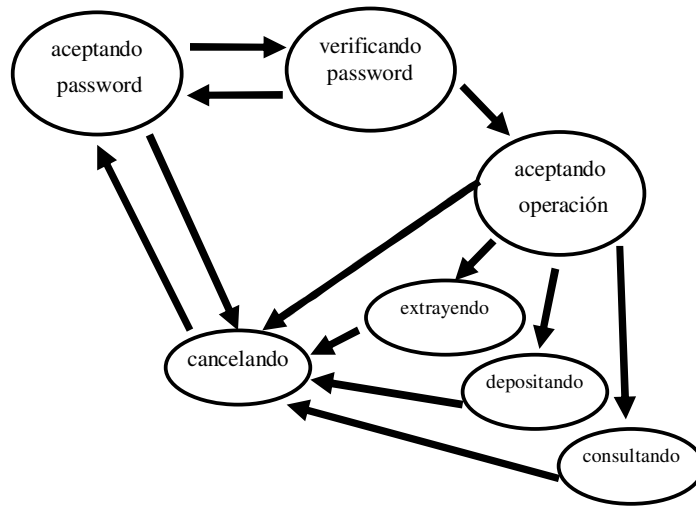 aceptando
password
verificando
password
aceptando
operación
extrayendo
cancelando
depositando
consultando